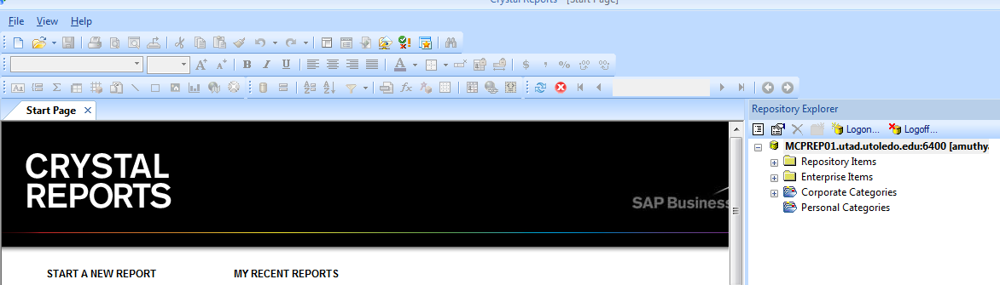 Crystal Reports - [Start Page]
File View Help
B I U A $ , %
Start Page ×
Repository Explorer
Logon... Logoff...
MCPREP01.utad.utoledo.edu:6400 [amuthy
Repository Items
Enterprise Items
Corporate Categories
Personal Categories
CRYSTAL
REPORTS
SAP Business
START A NEW REPORT MY RECENT REPORTS